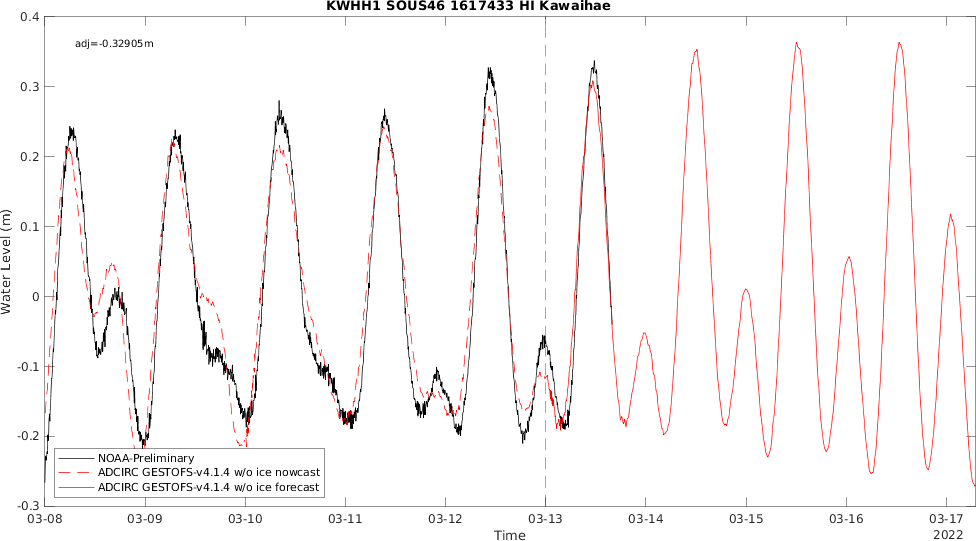 KWHH1 SOUS46 1617433 HI Kawaihae
adj=-0.32905m
Water Level (m)
0.4
0.3
0.2
0.1
0
-0.1
-0.2
-0.3
NOAA-Preliminary
ADCIRC GESTOFS-v4.1.4 w/o ice nowcast
ADCIRC GESTOFS-v4.1.4 w/o ice forecast
03-08 03-09 03-10 03-11 03-12 03-13 03-14 03-15 03-16 03-17
Time
2022